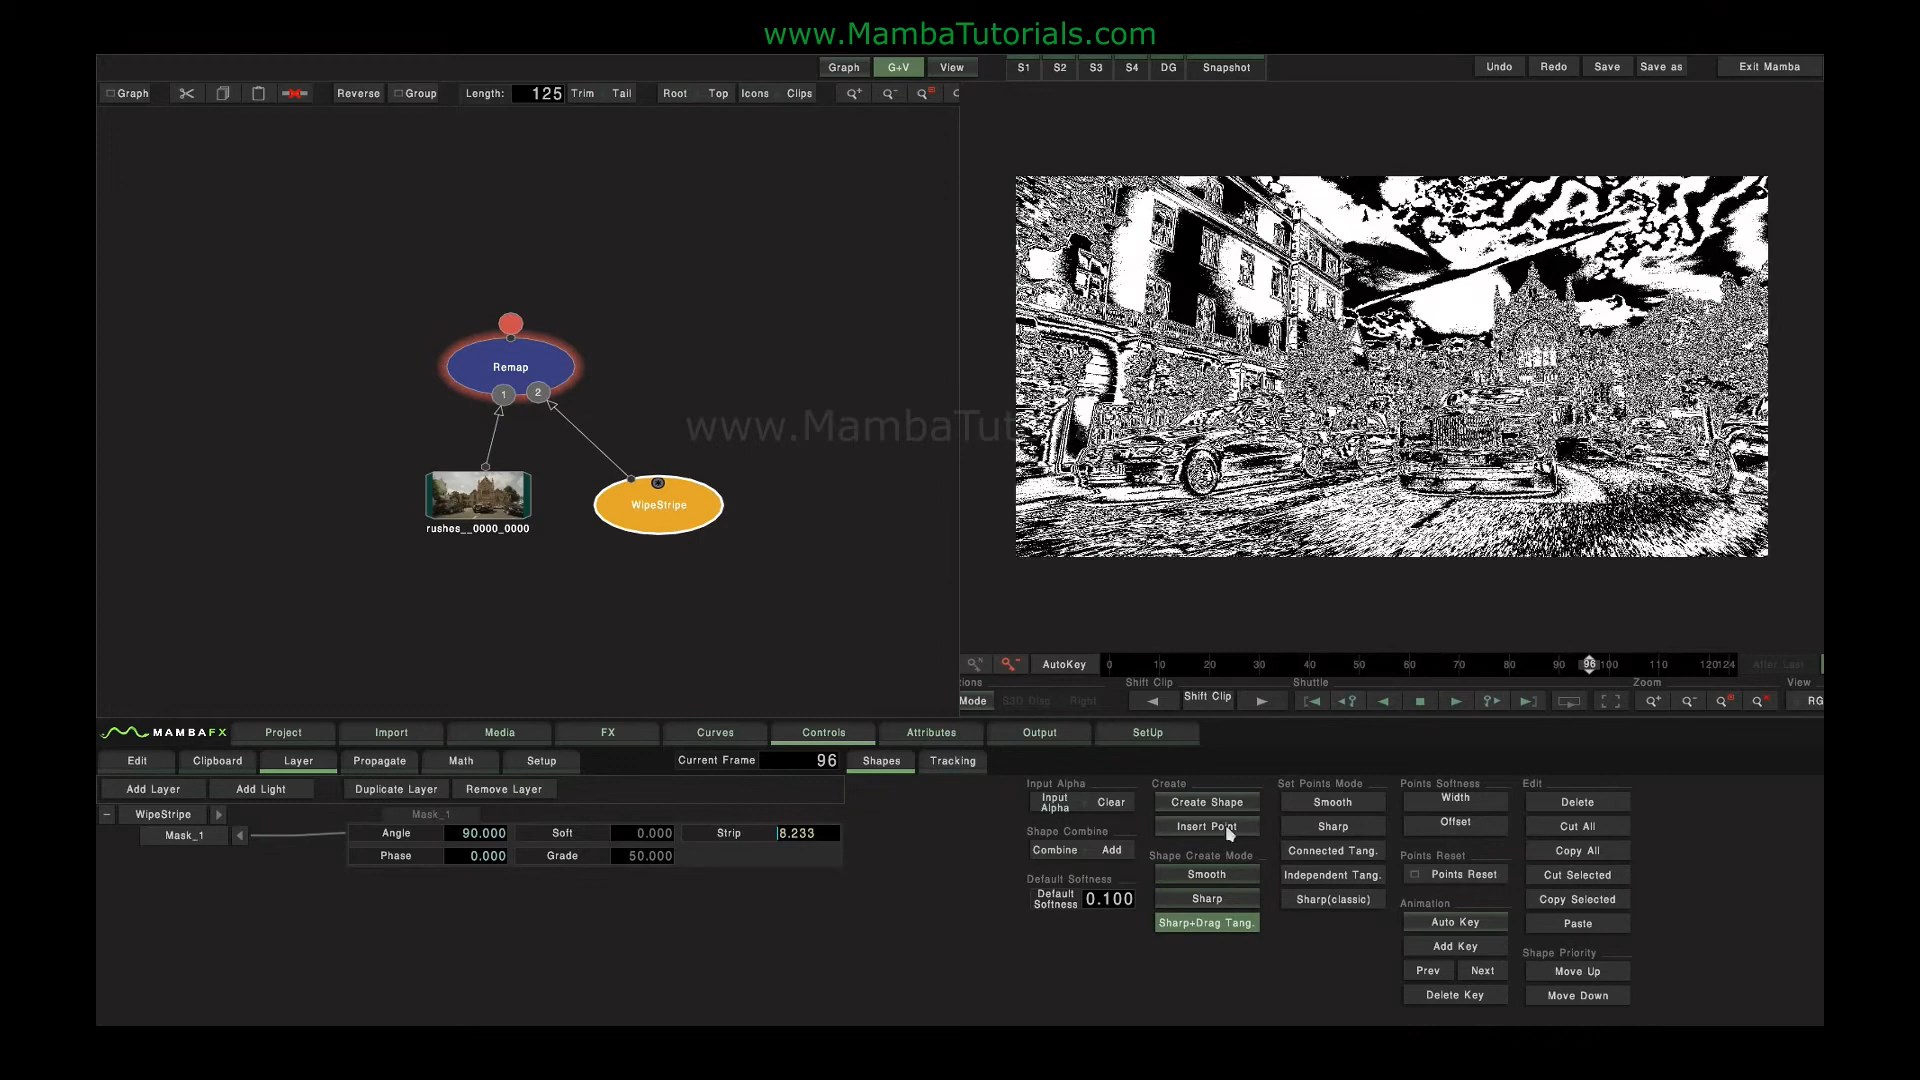 www.MambaTutorials.com
Graph G+V View S1 S2 S3 S4 DG Snapshot Undo Redo Save Save as Exit Mamba
Graph Reverse Group Length: 125 Trim Tail Root Top Icons Clips
Remap
1 2
www.MambaTut
WipeStripe
rushes__0000_0000
AutoKey 0 10 20 30 40 50 60 70 80 90 96 100 110 120124 After Last
tions Shift Clip Shuttle Zoom View
Mode S3D Disp Right Shift Clip RG
MAMBAFX Project Import Media FX Curves Controls Attributes Output SetUp
Edit Clipboard Layer Propagate Math Setup Current Frame 96 Shapes Tracking
Add Layer Add Light Duplicate Layer Remove Layer
WipeStripe Mask_1
Mask_1 Angle 90.000 Soft 0.000 Strip 8.233
Phase 0.000 Grade 50.000
Input Alpha
Input Alpha Clear
Shape Combine
Combine Add
Default Softness
Default Softness 0.100
Create
Create Shape
Insert Point
Shape Create Mode
Smooth
Sharp
Sharp+Drag Tang.
Set Points Mode
Smooth
Sharp
Connected Tang.
Independent Tang.
Sharp(classic)
Points Softness
Width
Offset
Points Reset
Points Reset
Animation
Auto Key
Add Key
Prev Next
Delete Key
Edit
Delete
Cut All
Copy All
Cut Selected
Copy Selected
Paste
Shape Priority
Move Up
Move Down